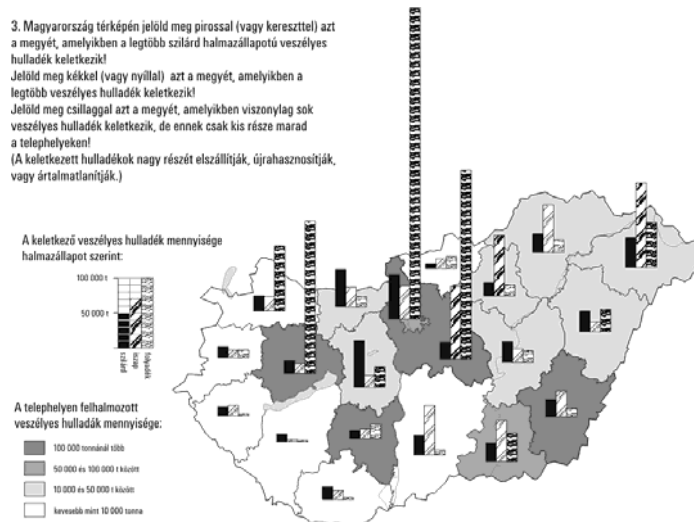 3. Magyarország térképén jelöld meg pirossal (vagy kereszttel) azt
a megyét, amelyikben a legtöbb szilárd halmazállapotú veszélyes
hulladék keletkezik!
Jelöld meg kékkel (vagy nyíllal) azt a megyét, amelyikben a
legtöbb veszélyes hulladék keletkezik!
Jelöld meg csillaggal azt a megyét, amelyikben viszonylag sok
veszélyes hulladék keletkezik, de ennek csak kis része marad
a telephelyeken!
(A keletkezett hulladékok nagy részét elszállítják, újrahasznosítják,
vagy ártalmatlanítják.)
A keletkező veszélyes hulladék mennyisége
halmazállapot szerint:
100 000 t
50 000 t
szilárd
iszap
folyadék
A telephelyen felhalmozott
veszélyes hulladák mennyisége:
100 000 tonnánál több
50 000 és 100 000 t között
10 000 és 50 000 t között
kevesebb mint 10 000 tonna